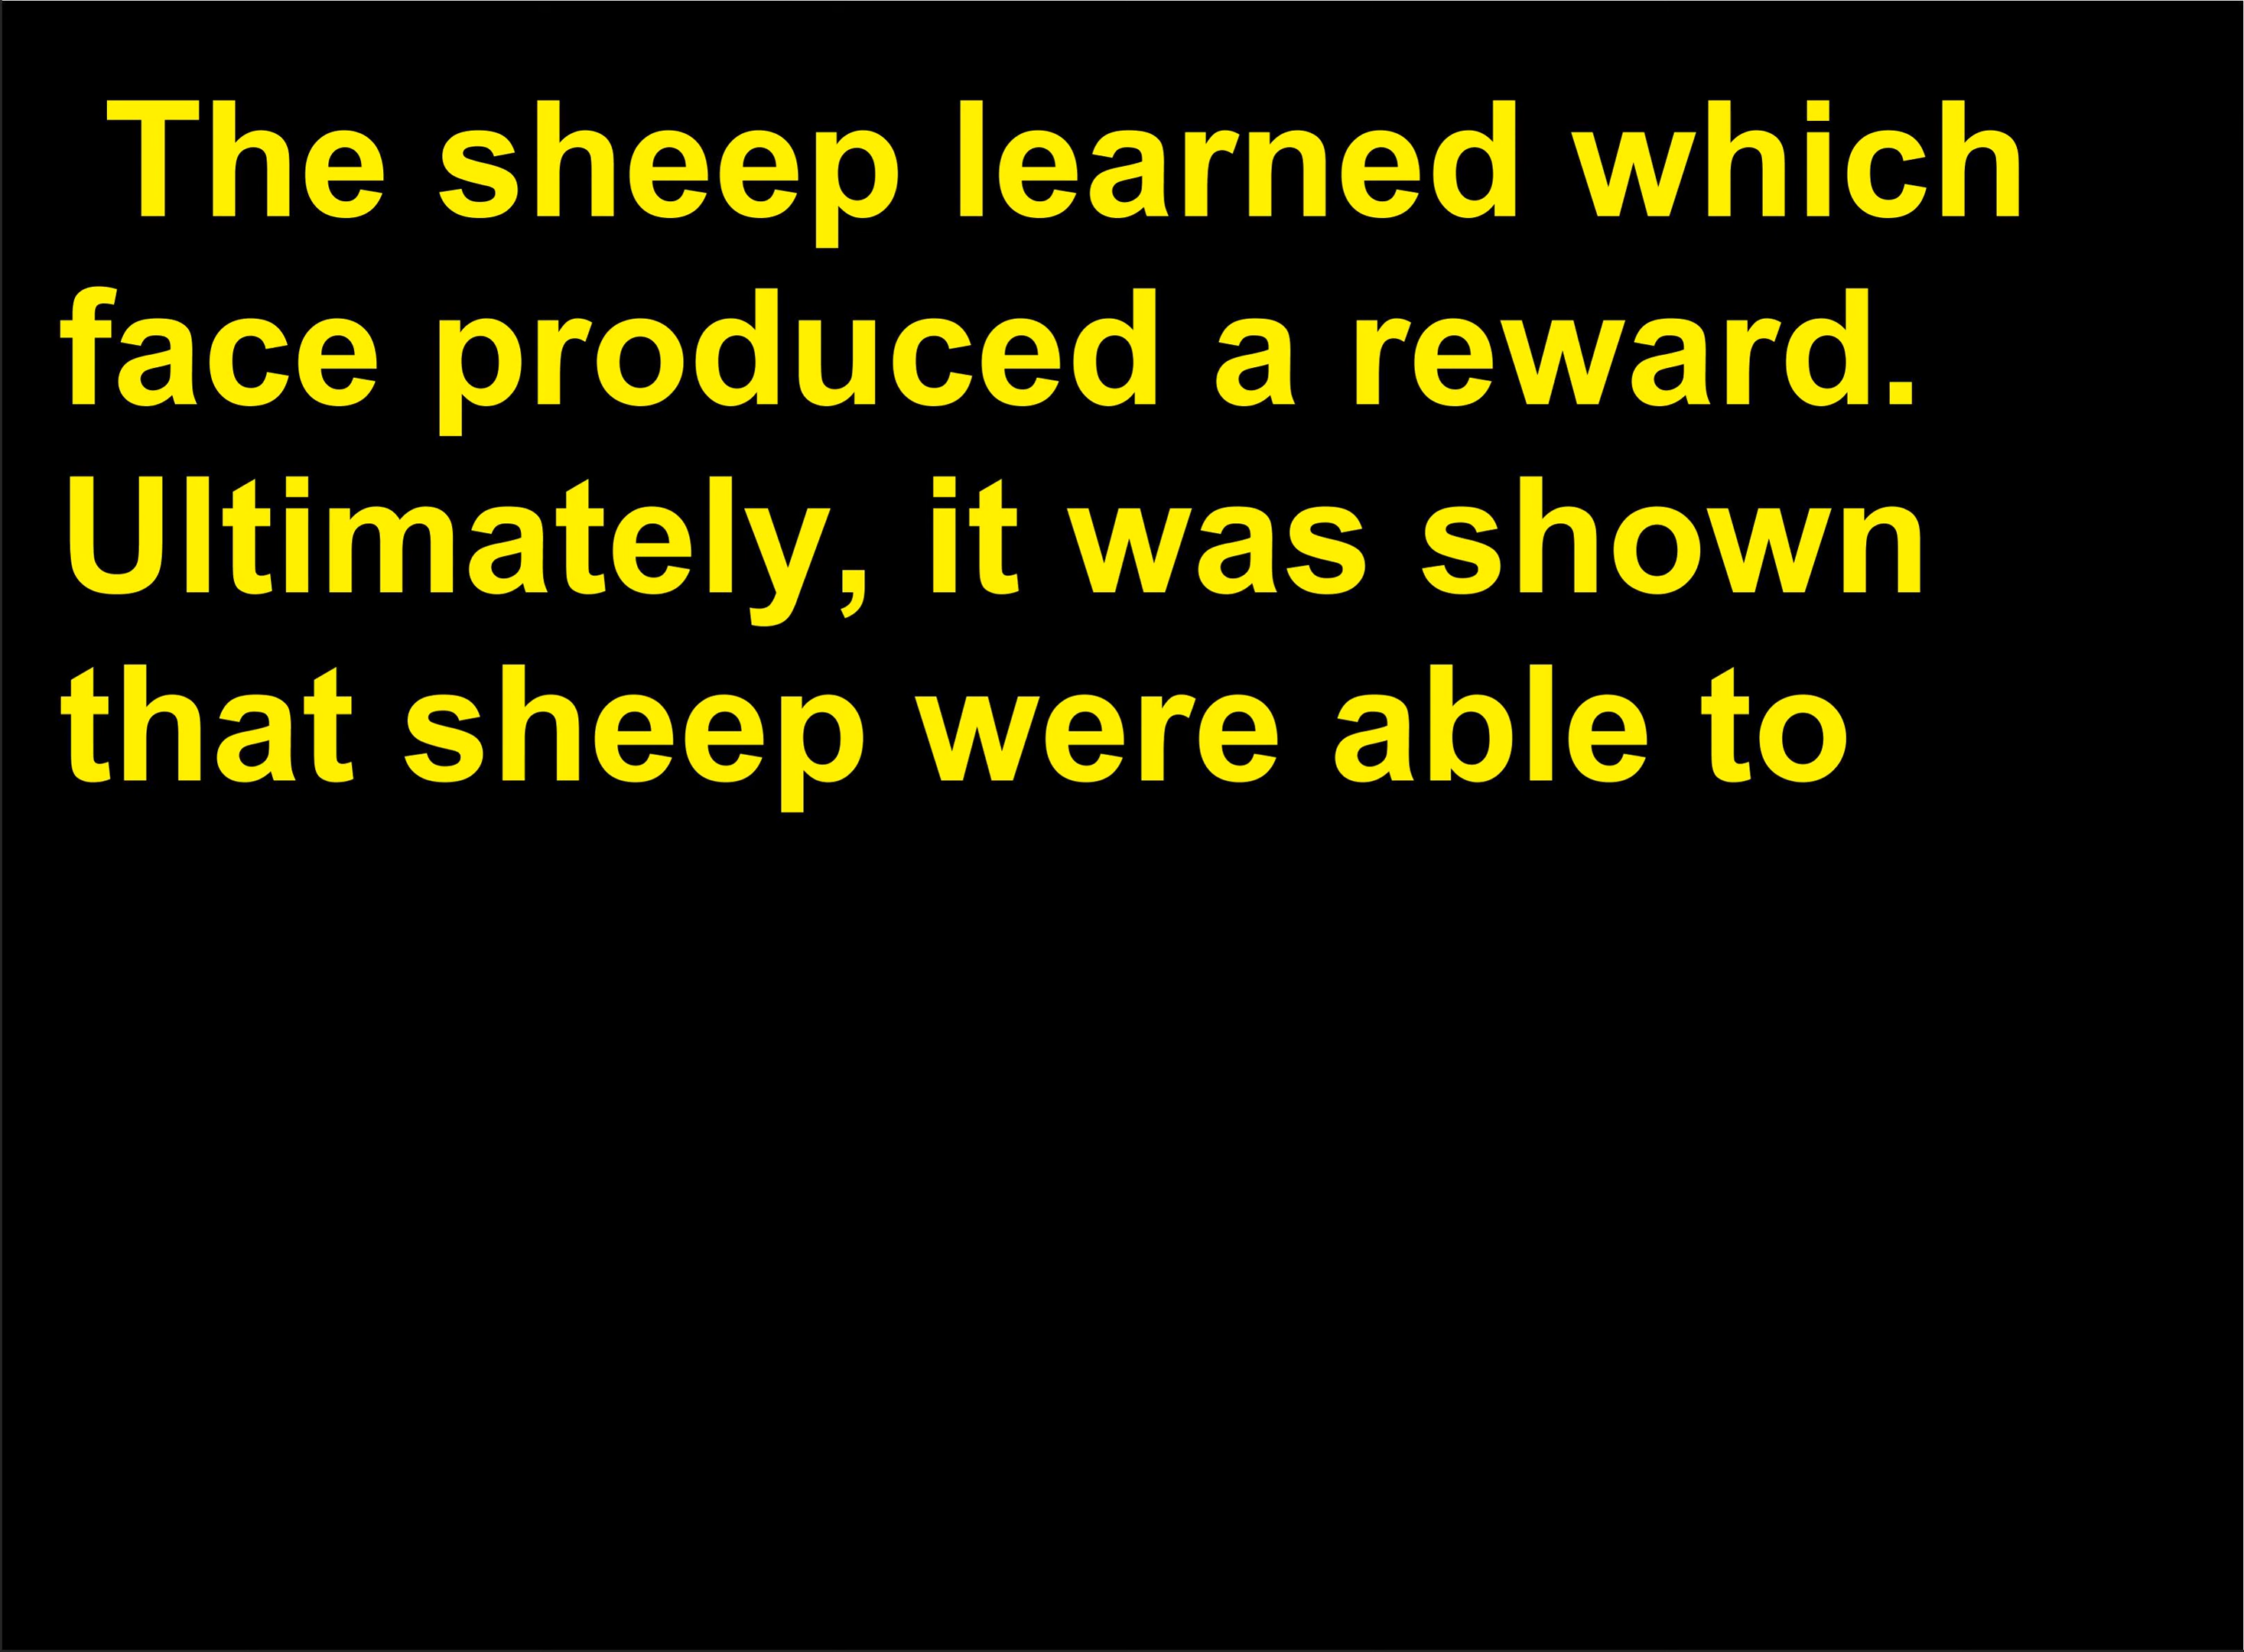 The sheep learned which
face produced a reward.
Ultimately, it was shown
that sheep were able to